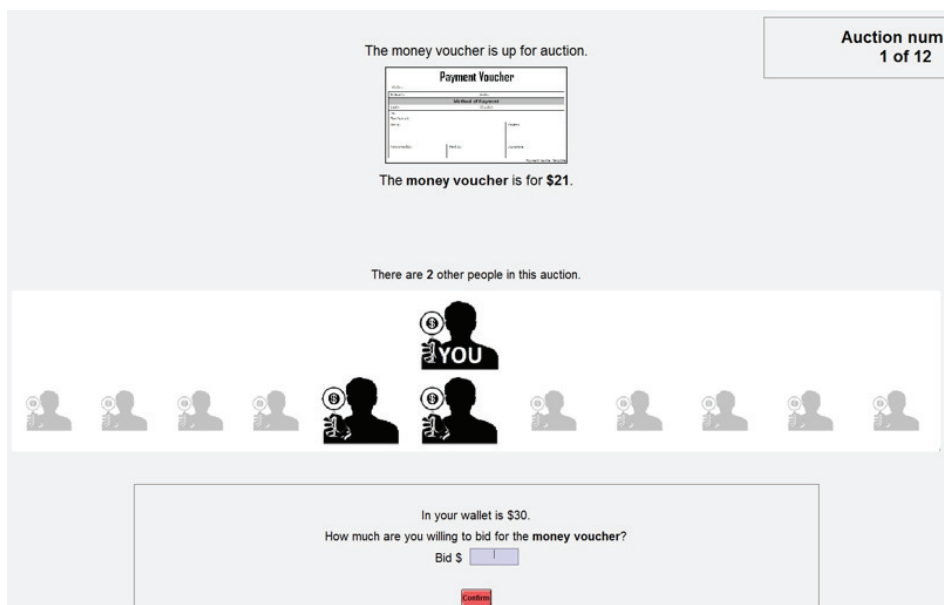 Auction num
1 of 12
The money voucher is up for auction.
Payment Voucher
Method of Payment
The money voucher is for $21.
There are 2 other people in this auction.
YOU
In your wallet is $30.
How much are you willing to bid for the money voucher?
Bid $
Confirm